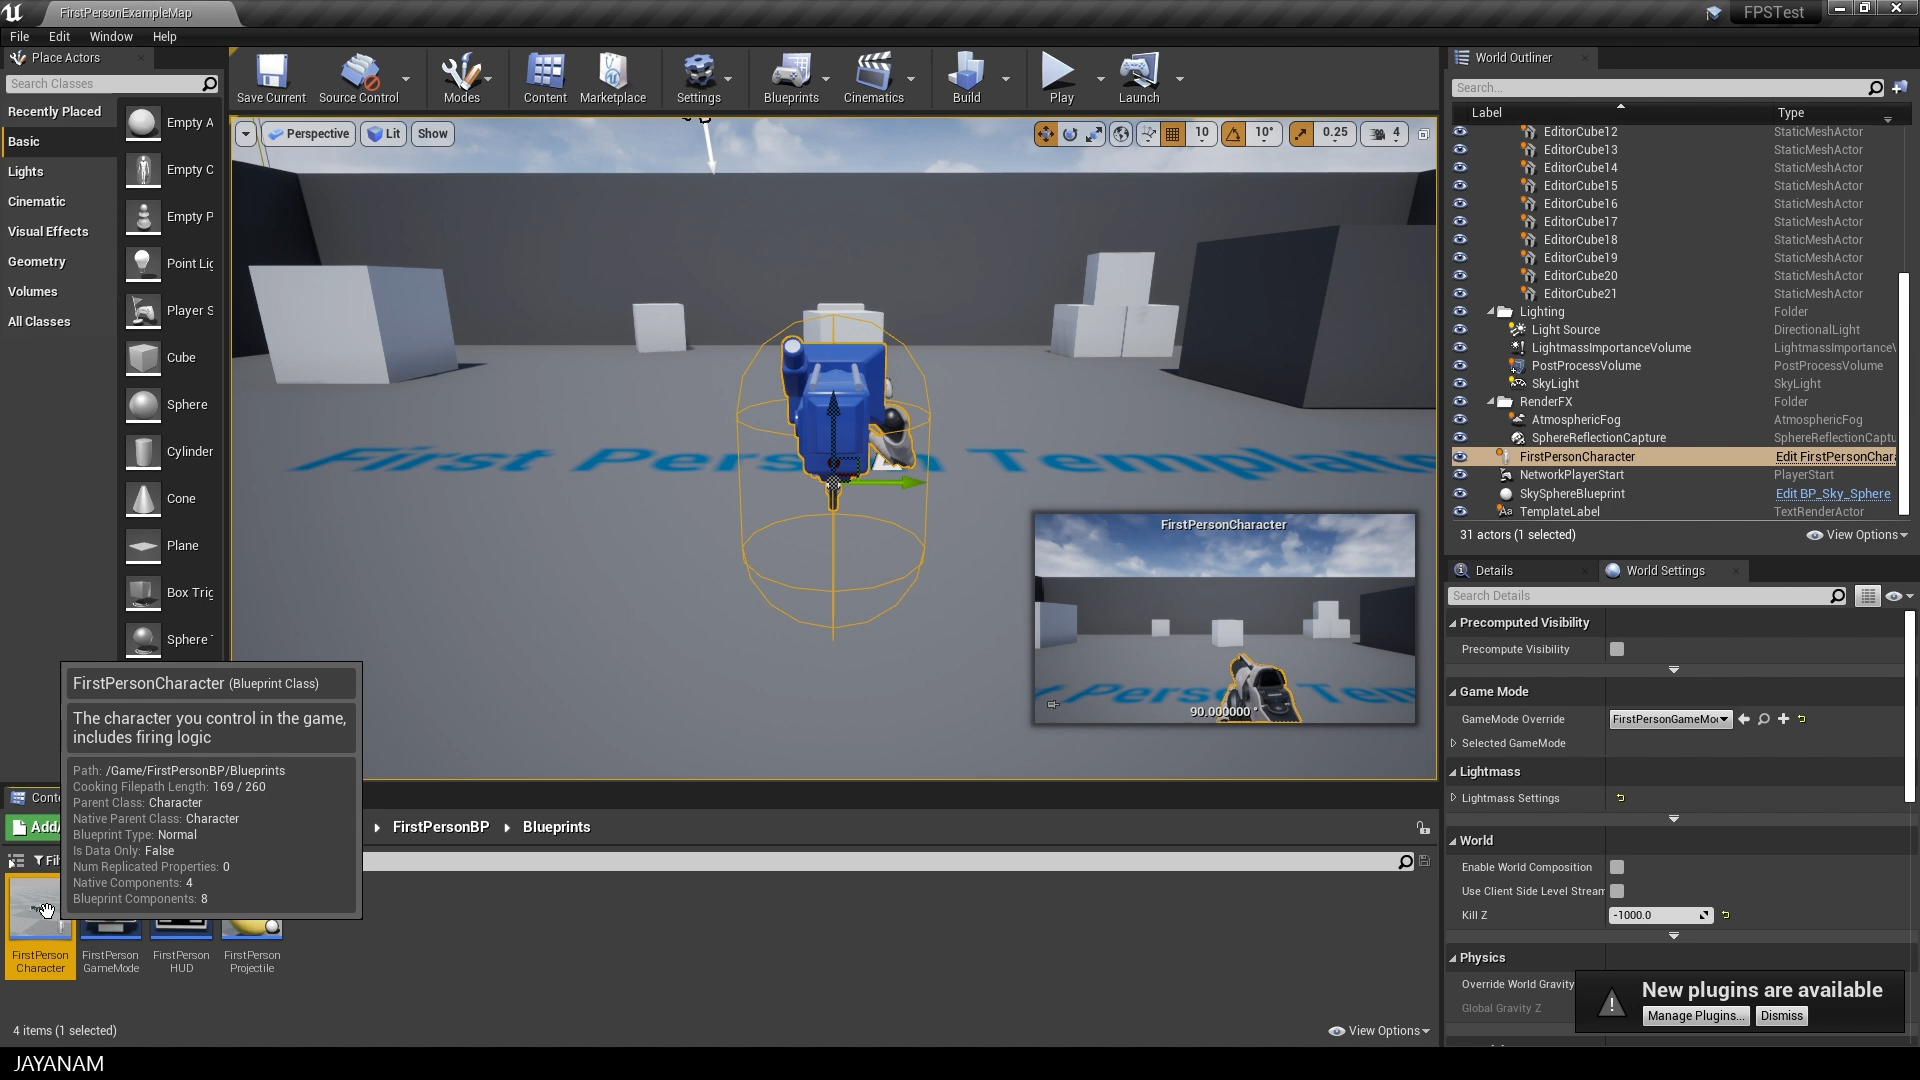 FirstPersonExampleMap
FPSTest
File Edit Window Help
Place Actors
Search Classes
Recently Placed
Basic
Lights
Cinematic
Visual Effects
Geometry
Volumes
All Classes
Empty A
Empty C
Empty P
Point Lig
Player S
Cube
Sphere
Cylinder
Cone
Plane
Box Trig
Sphere
Save Current
Source Control
Modes
Content
Marketplace
Settings
Blueprints
Cinematics
Build
Play
Launch
Perspective
Lit
Show
10
10°
0.25
4
First Person Template
FirstPersonCharacter
90.000000 °
World Outliner
Search...
Label Type
EditorCube12 StaticMeshActor
EditorCube13 StaticMeshActor
EditorCube14 StaticMeshActor
EditorCube15 StaticMeshActor
EditorCube16 StaticMeshActor
EditorCube17 StaticMeshActor
EditorCube18 StaticMeshActor
EditorCube19 StaticMeshActor
EditorCube20 StaticMeshActor
EditorCube21 StaticMeshActor
Lighting Folder
Light Source DirectionalLight
LightmassImportanceVolume LightmassImportanceV
PostProcessVolume PostProcessVolume
SkyLight SkyLight
RenderFX Folder
AtmosphericFog AtmosphericFog
SphereReflectionCapture SphereReflectionCaptu
FirstPersonCharacter Edit FirstPersonChara
NetworkPlayerStart PlayerStart
SkySphereBlueprint Edit BP_Sky_Sphere
TemplateLabel TextRenderActor
31 actors (1 selected)
View Options
Details
World Settings
Search Details
Precomputed Visibility
Precompute Visibility
Game Mode
GameMode Override FirstPersonGameMo
Selected GameMode
Lightmass
Lightmass Settings
World
Enable World Composition
Use Client Side Level Stream
Kill Z -1000.0
Physics
Override World Gravity
Global Gravity Z
New plugins are available
Manage Plugins...
Dismiss
FirstPersonCharacter (Blueprint Class)
The character you control in the game,
includes firing logic
Path: /Game/FirstPersonBP/Blueprints
Cooking Filepath Length: 169 / 260
Parent Class: Character
Native Parent Class: Character
Blueprint Type: Normal
Is Data Only: False
Num Replicated Properties: 0
Native Components: 4
Blueprint Components: 8
Conte
Add/
FirstPersonBP
Blueprints
Fil
FirstPerson
Character
FirstPerson
GameMode
FirstPerson
HUD
FirstPerson
Projectile
4 items (1 selected)
View Options
JAYANAM